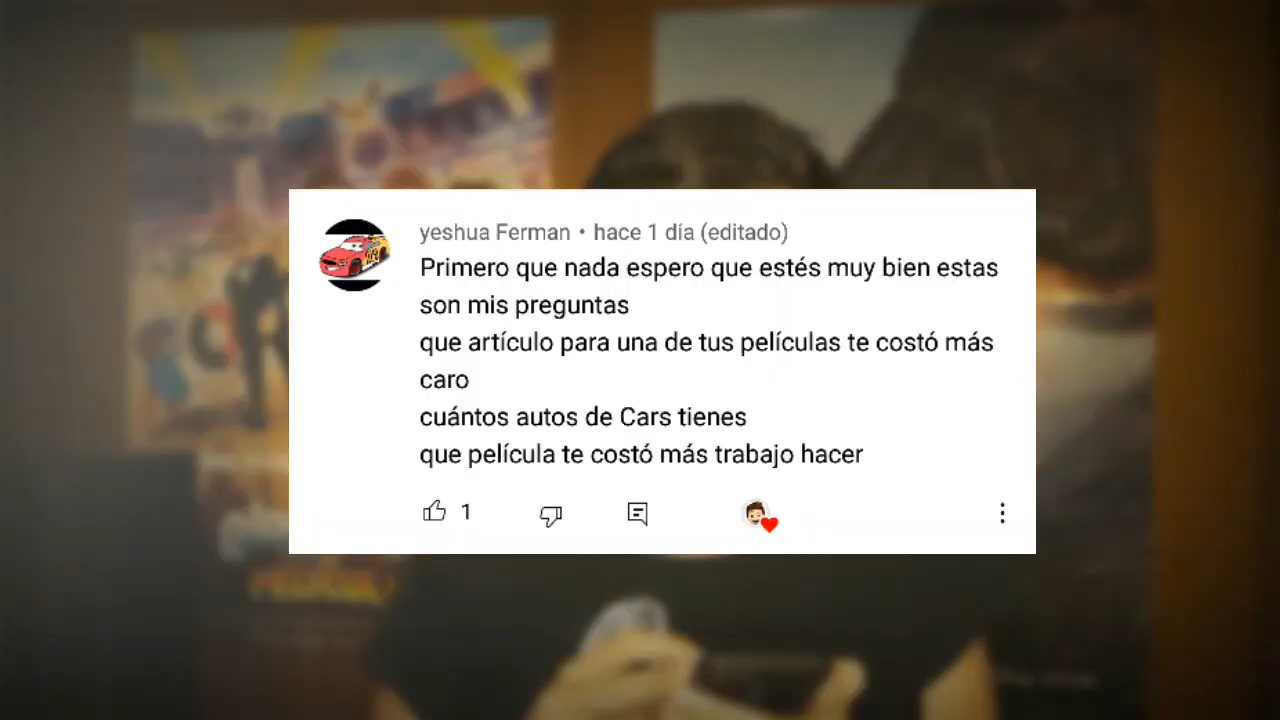 yeshua Ferman • hace 1 día (editado)
Primero que nada espero que estés muy bien estas
son mis preguntas
que artículo para una de tus películas te costó más
caro
cuántos autos de Cars tienes
que película te costó más trabajo hacer
1